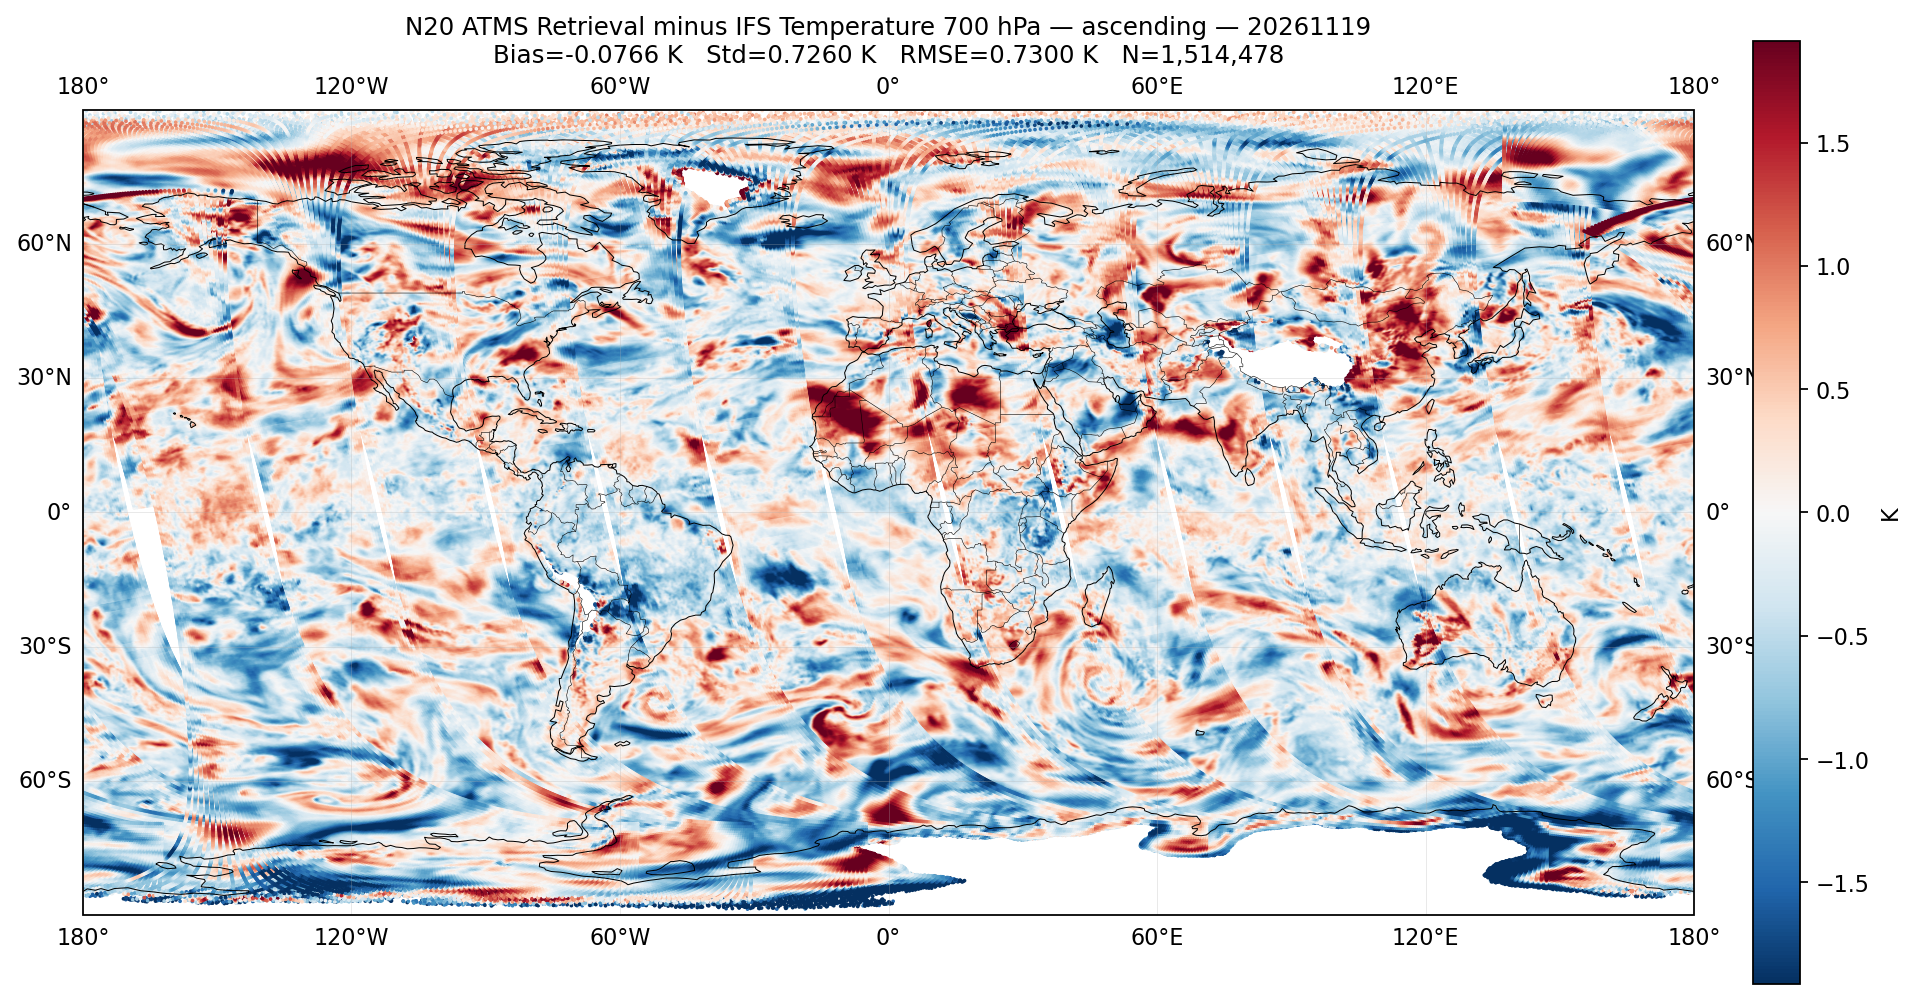 N20 ATMS Retrieval minus IFS Temperature 700 hPa — ascending — 20261119
Bias=-0.0766 K   Std=0.7260 K   RMSE=0.7300 K   N=1,514,478
180°   120°W   60°W   0°   60°E   120°E   180°
60°N   60°N
30°N   30°N
0°   0°
30°S   30°S
60°S   60°S
180°   120°W   60°W   0°   60°E   120°E   180°
1.5
1.0
0.5
0.0
−0.5
−1.0
−1.5
K